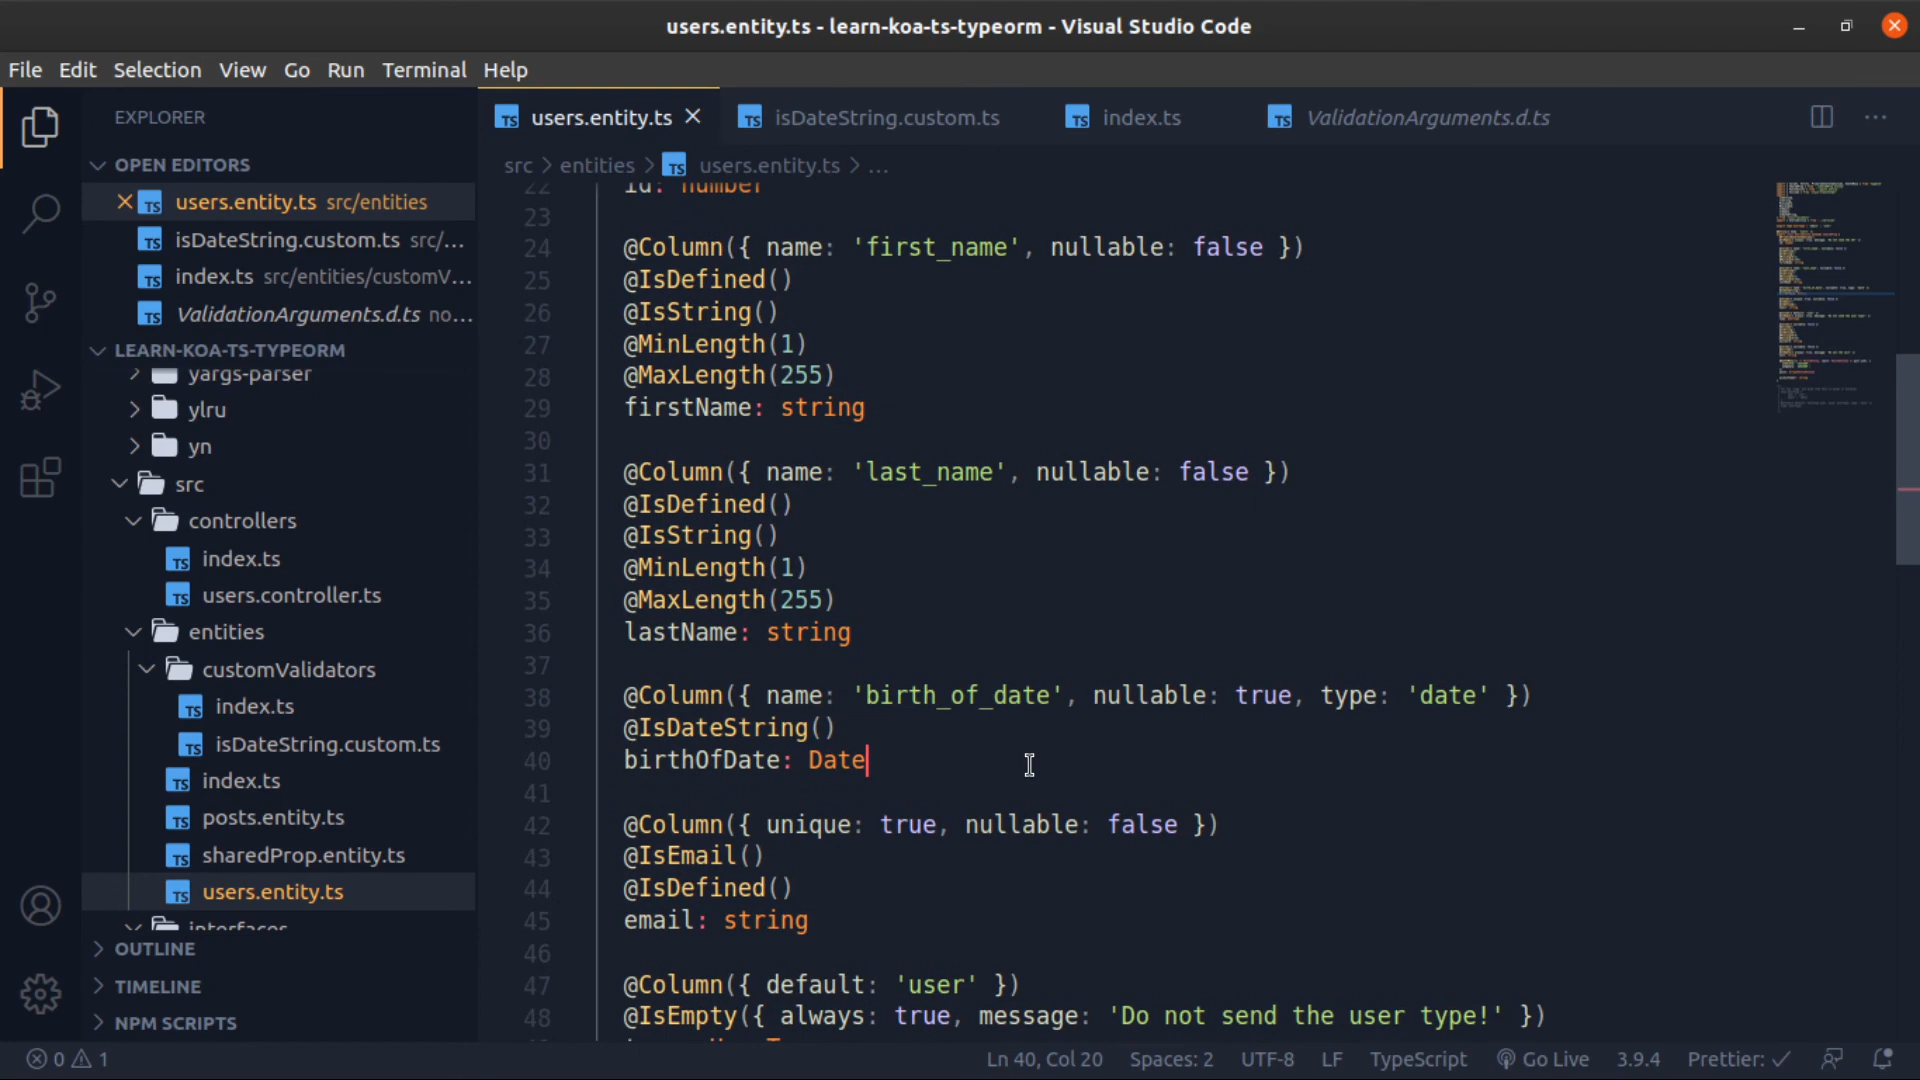 users.entity.ts - learn-koa-ts-typeorm - Visual Studio Code
File Edit Selection View Go Run Terminal Help
EXPLORER
OPEN EDITORS
users.entity.ts src/entities
isDateString.custom.ts src/...
index.ts src/entities/customV...
ValidationArguments.d.ts no...
LEARN-KOA-TS-TYPEORM
yargs-parser
ylru
yn
src
controllers
index.ts
users.controller.ts
entities
customValidators
index.ts
isDateString.custom.ts
index.ts
posts.entity.ts
sharedProp.entity.ts
users.entity.ts
interfaces
OUTLINE
TIMELINE
NPM SCRIPTS
users.entity.ts isDateString.custom.ts index.ts ValidationArguments.d.ts
src > entities > users.entity.ts > ...
22 id: number
23
24 @Column({ name: 'first_name', nullable: false })
25 @IsDefined()
26 @IsString()
27 @MinLength(1)
28 @MaxLength(255)
29 firstName: string
30
31 @Column({ name: 'last_name', nullable: false })
32 @IsDefined()
33 @IsString()
34 @MinLength(1)
35 @MaxLength(255)
36 lastName: string
37
38 @Column({ name: 'birth_of_date', nullable: true, type: 'date' })
39 @IsDateString()
40 birthOfDate: Date
41
42 @Column({ unique: true, nullable: false })
43 @IsEmail()
44 @IsDefined()
45 email: string
46
47 @Column({ default: 'user' })
48 @IsEmpty({ always: true, message: 'Do not send the user type!' })
0 1 Ln 40, Col 20 Spaces: 2 UTF-8 LF TypeScript Go Live 3.9.4 Prettier: ✓